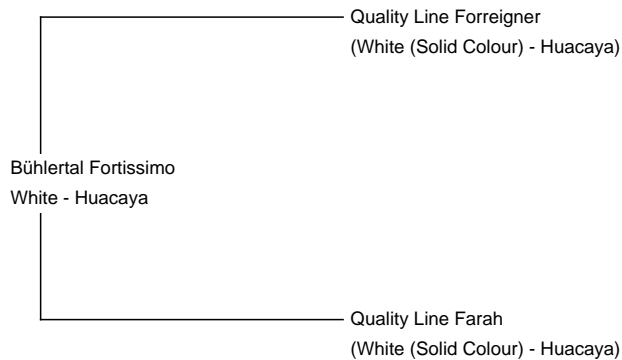 Quality Line Forreigner
(White (Solid Colour) - Huacaya)
Bühlertal Fortissimo
White - Huacaya
Quality Line Farah
(White (Solid Colour) - Huacaya)